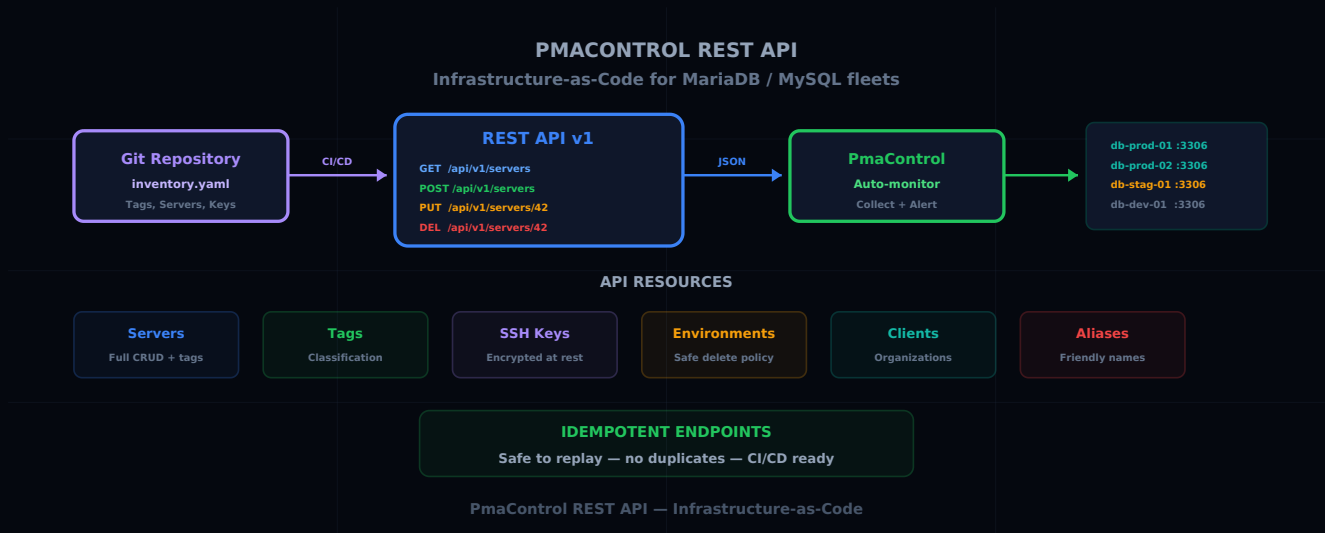 PMACONTROL REST API
Infrastructure-as-Code for MariaDB / MySQL fleets
Git Repository
inventory.yaml
Tags, Servers, Keys
CI/CD
REST API v1
GET /api/v1/servers
POST /api/v1/servers
PUT /api/v1/servers/42
DEL /api/v1/servers/42
JSON
PmaControl
Auto-monitor
Collect + Alert
db-prod-01 :3306
db-prod-02 :3306
db-stag-01 :3306
db-dev-01 :3306
API RESOURCES
Servers
Full CRUD + tags
Tags
Classification
SSH Keys
Encrypted at rest
Environments
Safe delete policy
Clients
Organizations
Aliases
Friendly names
IDEMPOTENT ENDPOINTS
Safe to replay — no duplicates — CI/CD ready
PmaControl REST API — Infrastructure-as-Code